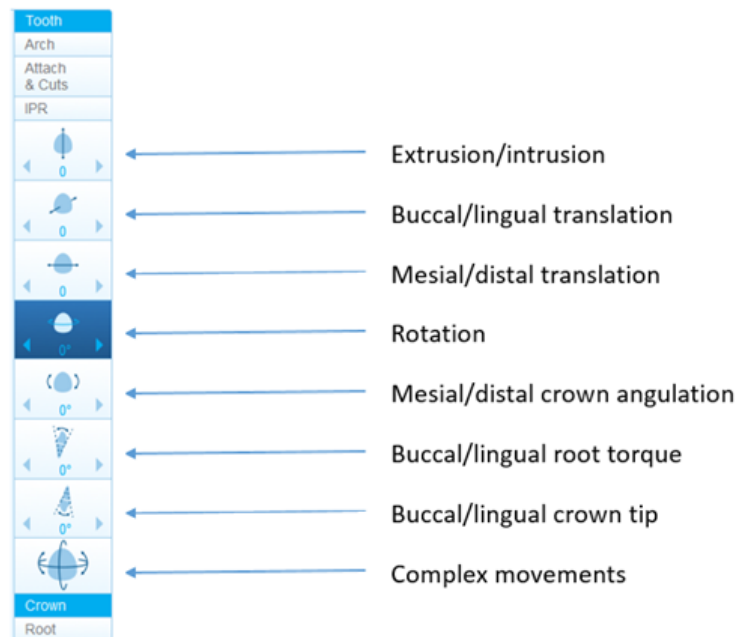 Tooth
Arch
Attach
& Cuts
IPR
0
Extrusion/intrusion
0
Buccal/lingual translation
0
Mesial/distal translation
0°
Rotation
0°
Mesial/distal crown angulation
0°
Buccal/lingual root torque
0°
Buccal/lingual crown tip
Complex movements
Crown
Root